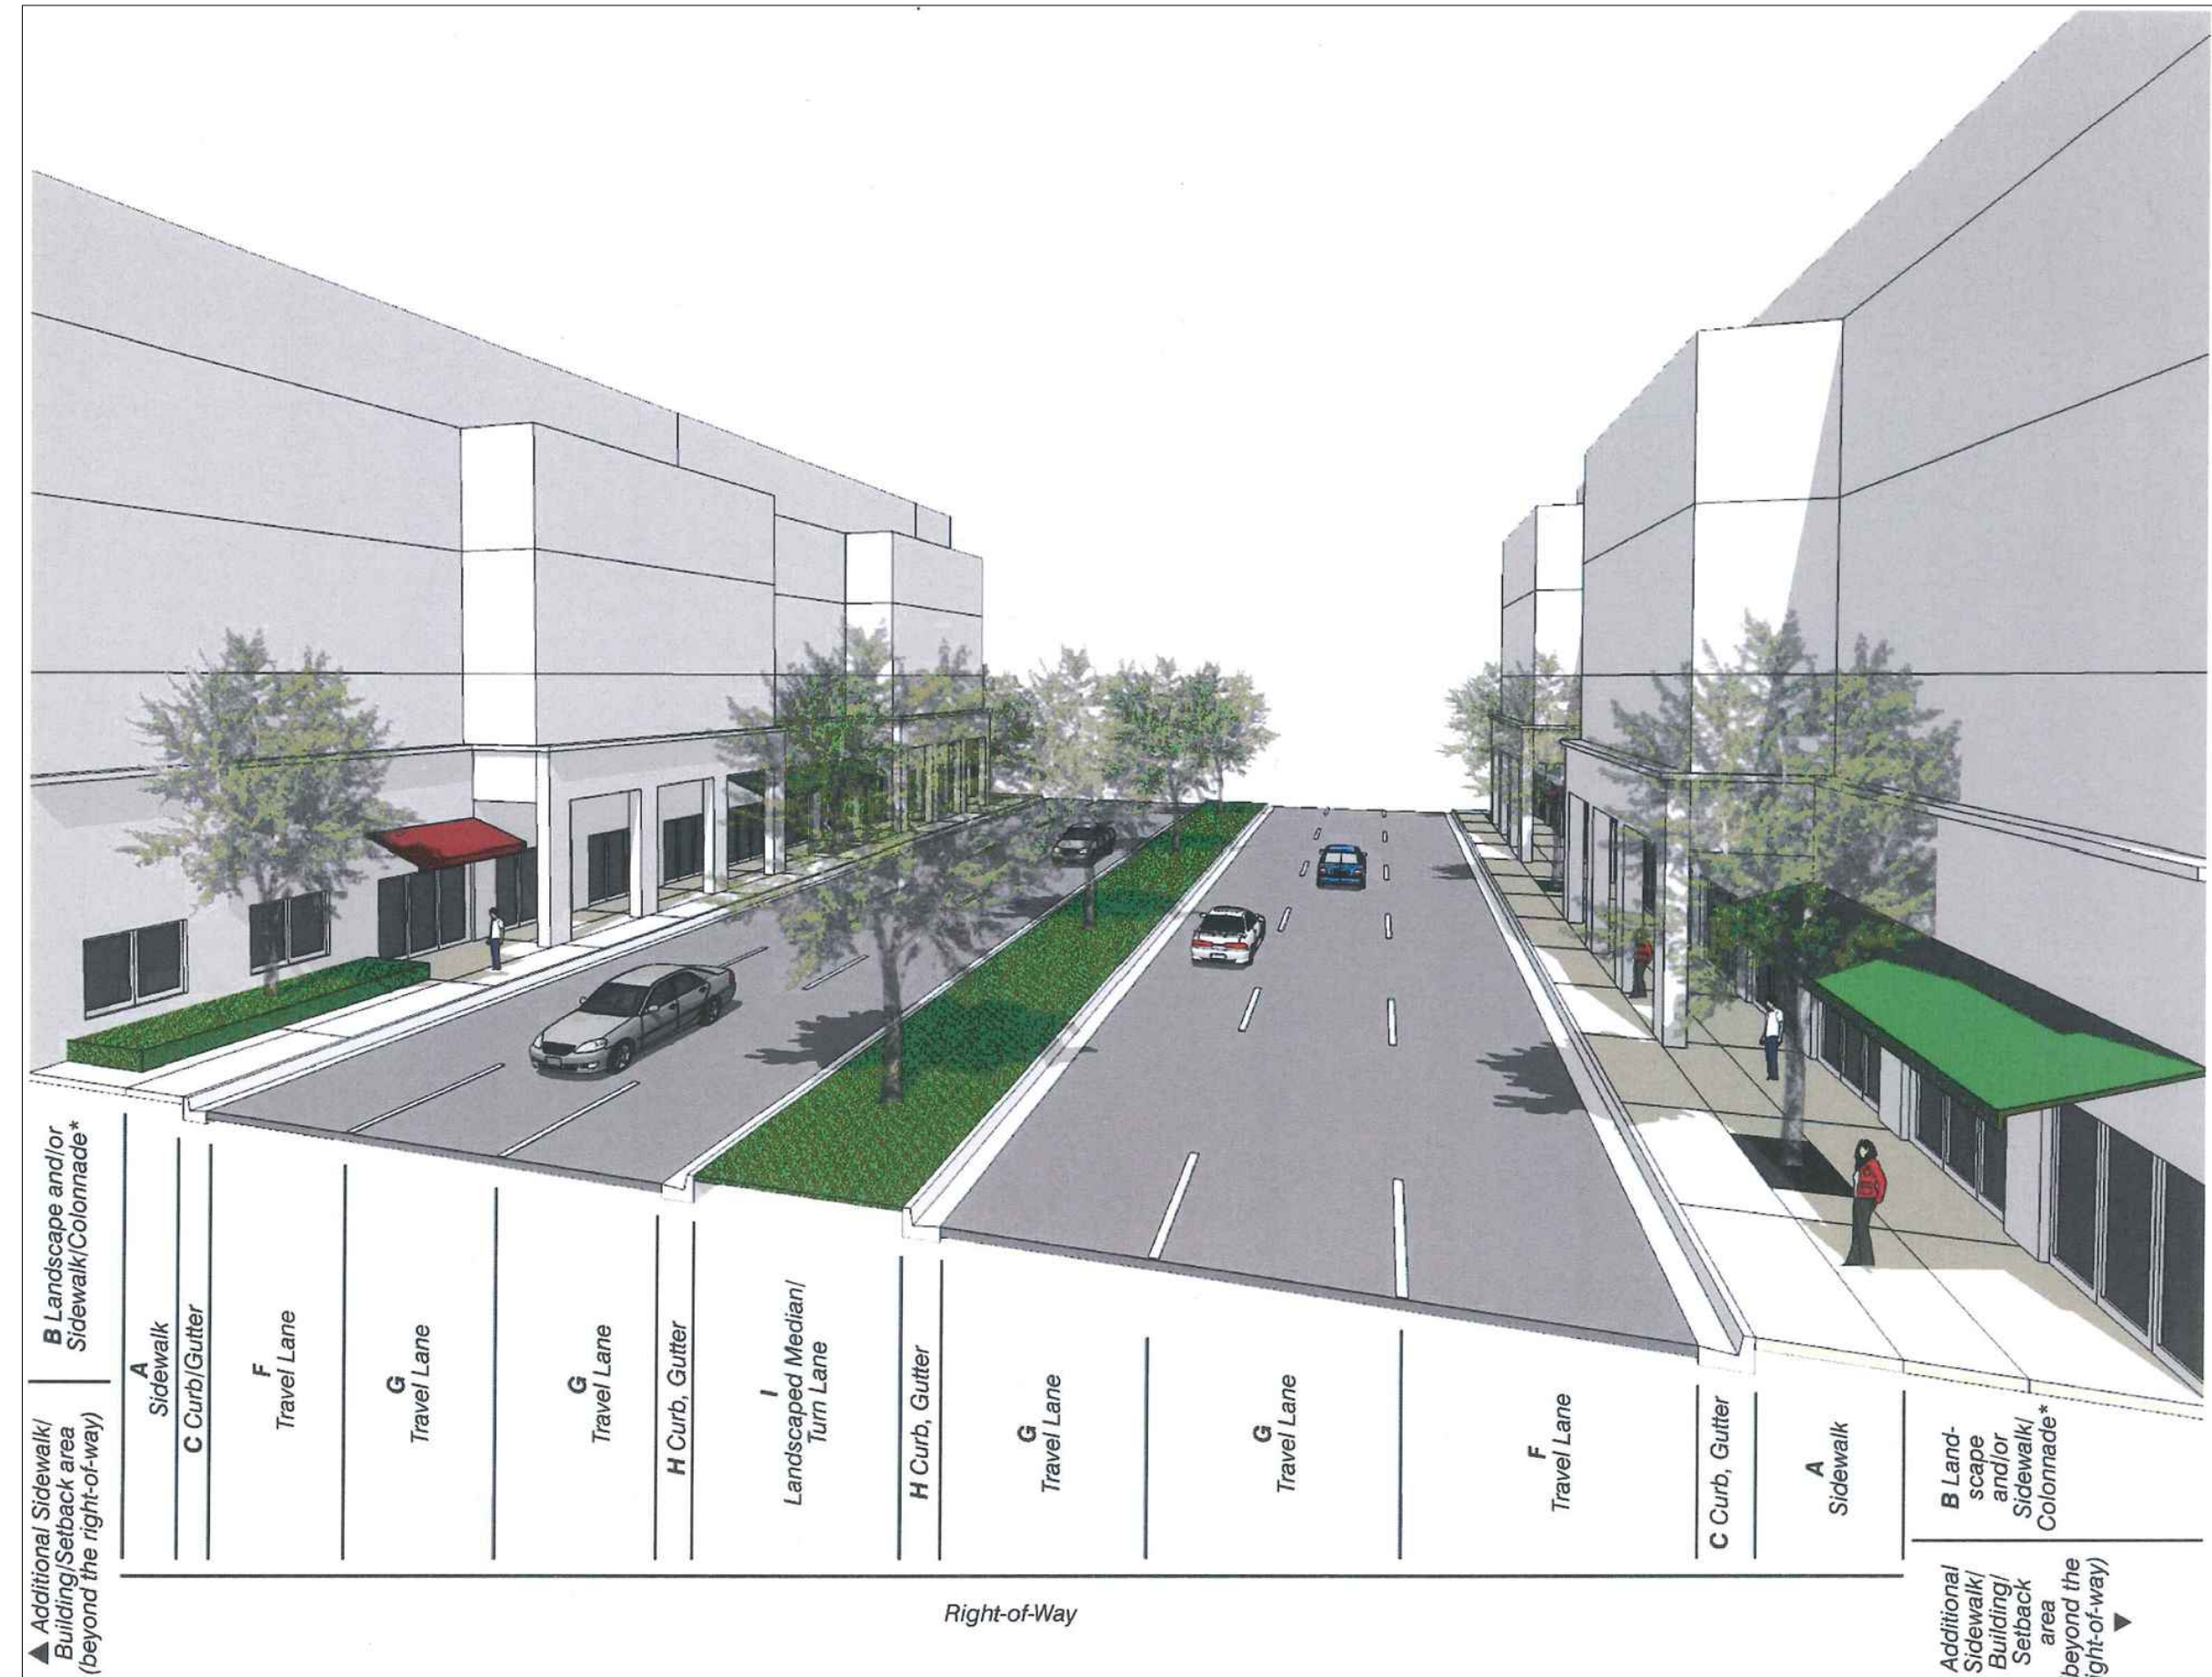 B Landscape and/or
Sidewalk/Colonnade*
▲ Additional Sidewalk/
Building/Setback area
(beyond the right-of-way)
A
Sidewalk
C Curb/Gutter
F
Travel Lane
G
Travel Lane
G
Travel Lane
H Curb, Gutter
I
Landscaped Median/
Turn Lane
H Curb, Gutter
G
Travel Lane
G
Travel Lane
F
Travel Lane
C Curb, Gutter
A
Sidewalk
B Land-
scape
and/or
Sidewalk/
Colonnade*
Additional
Sidewalk/
Building/
Setback
area
beyond the
ight-of-way)
▼
Right-of-Way